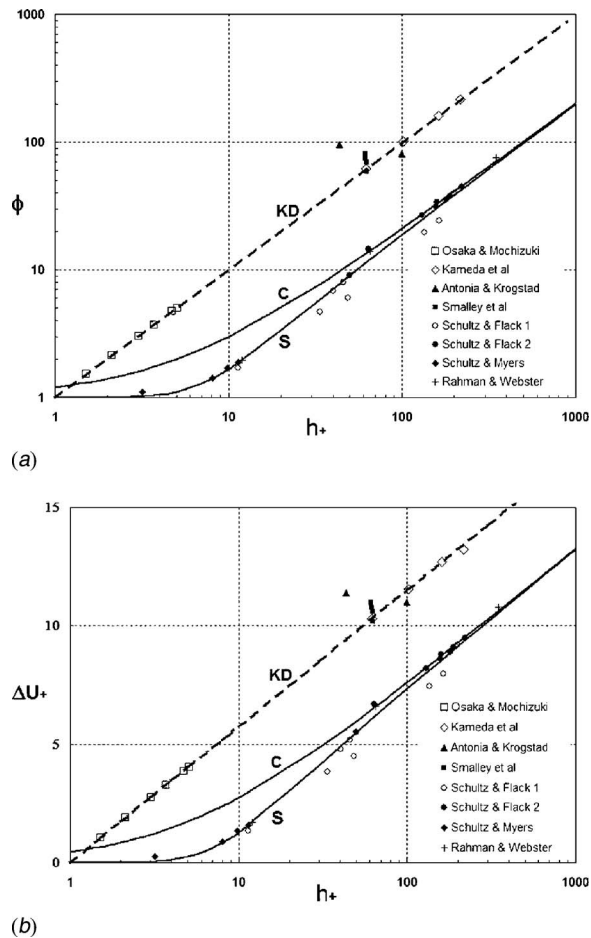 1000
100
ϕ
10
1
KD
C
S
Osaka & Mochizuki
Kameda et al
Antonia & Krogstad
Smalley et al
Schultz & Flack 1
Schultz & Flack 2
Schultz & Myers
Rahman & Webster
1 10 100 1000
h+
(a)
15
10
ΔU+
5
0
KD
C
S
Osaka & Mochizuki
Kameda et al
Antonia & Krogstad
Smalley et al
Schultz & Flack 1
Schultz & Flack 2
Schultz & Myers
Rahman & Webster
1 10 100 1000
h+
(b)